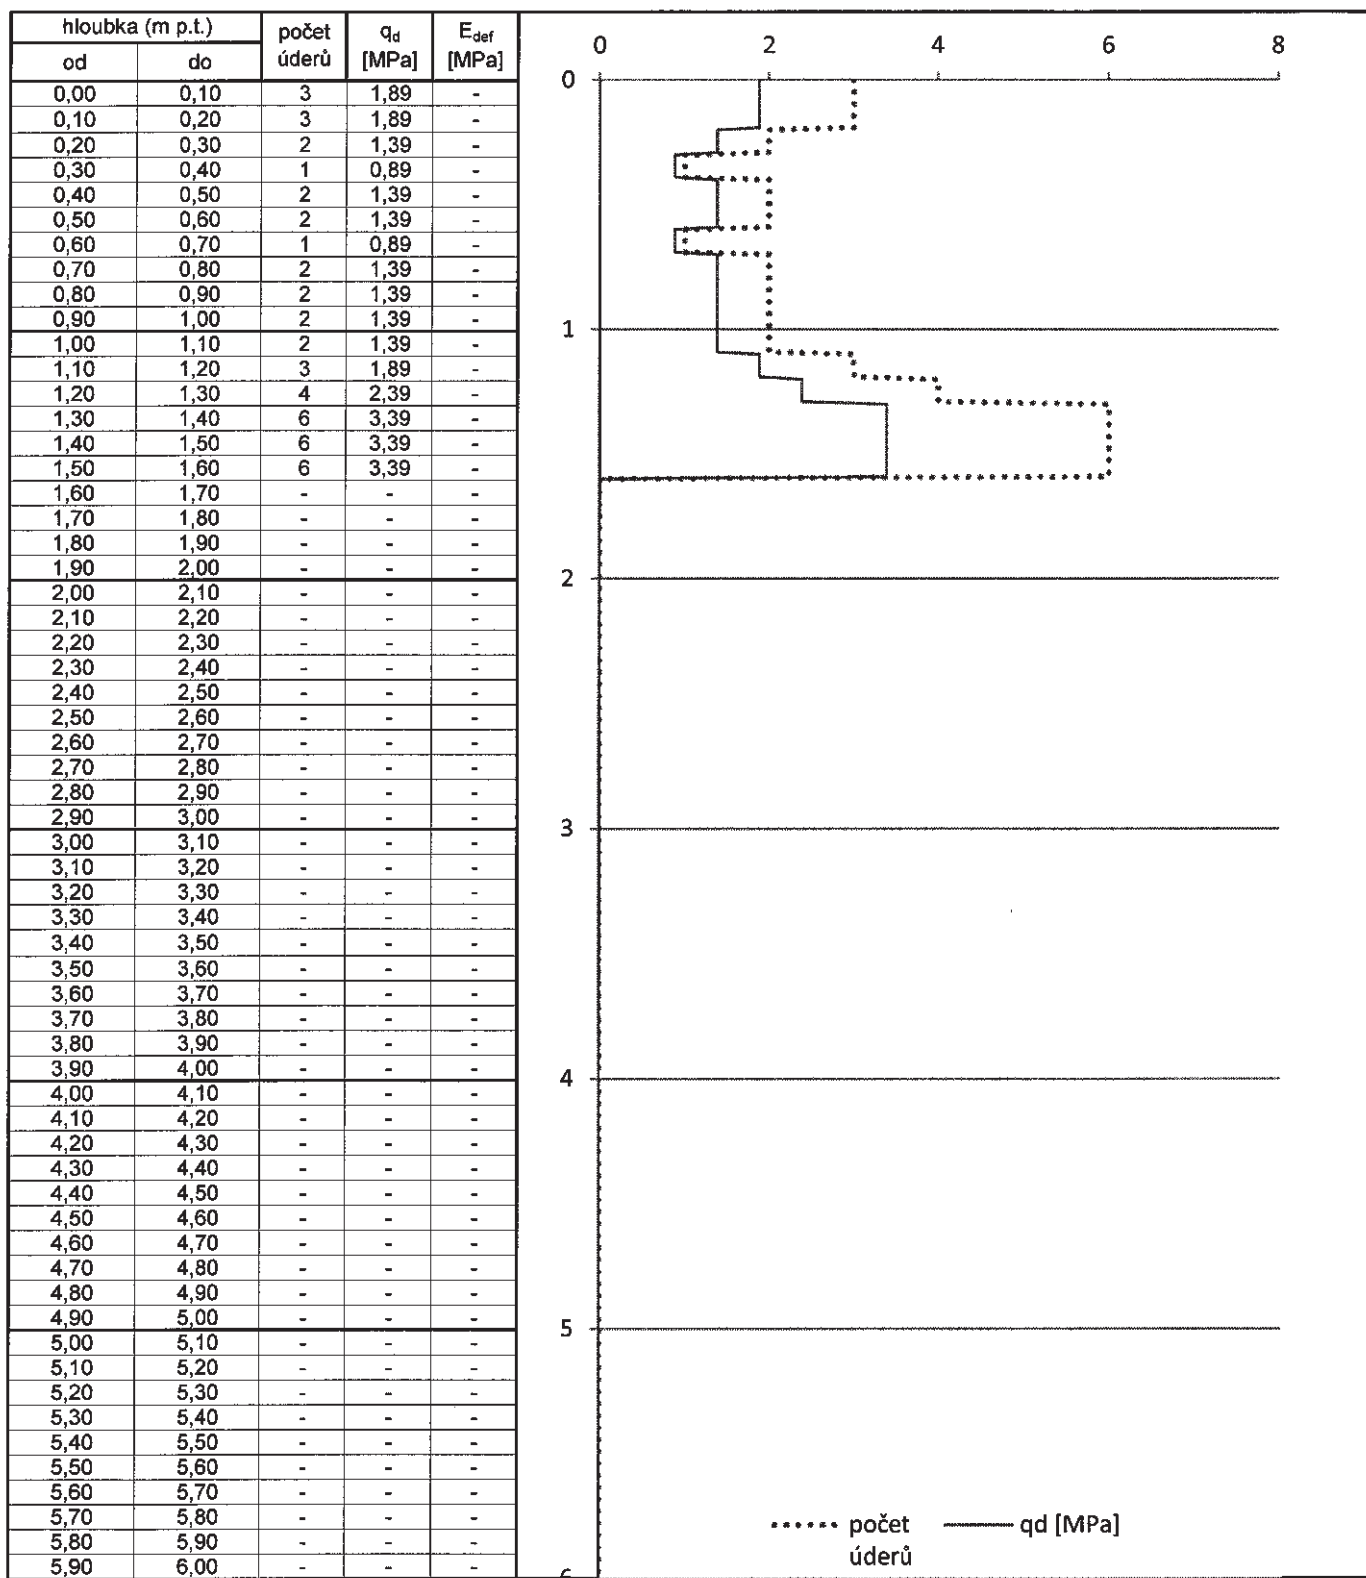 hloubka (m p.t.) počet úderů qd [MPa] Edef [MPa]
od do
0,00 0,10 3 1,89 -
0,10 0,20 3 1,89 -
0,20 0,30 2 1,39 -
0,30 0,40 1 0,89 -
0,40 0,50 2 1,39 -
0,50 0,60 2 1,39 -
0,60 0,70 1 0,89 -
0,70 0,80 2 1,39 -
0,80 0,90 2 1,39 -
0,90 1,00 2 1,39 -
1,00 1,10 2 1,39 -
1,10 1,20 3 1,89 -
1,20 1,30 4 2,39 -
1,30 1,40 6 3,39 -
1,40 1,50 6 3,39 -
1,50 1,60 6 3,39 -
1,60 1,70 - - -
1,70 1,80 - - -
1,80 1,90 - - -
1,90 2,00 - - -
2,00 2,10 - - -
2,10 2,20 - - -
2,20 2,30 - - -
2,30 2,40 - - -
2,40 2,50 - - -
2,50 2,60 - - -
2,60 2,70 - - -
2,70 2,80 - - -
2,80 2,90 - - -
2,90 3,00 - - -
3,00 3,10 - - -
3,10 3,20 - - -
3,20 3,30 - - -
3,30 3,40 - - -
3,40 3,50 - - -
3,50 3,60 - - -
3,60 3,70 - - -
3,70 3,80 - - -
3,80 3,90 - - -
3,90 4,00 - - -
4,00 4,10 - - -
4,10 4,20 - - -
4,20 4,30 - - -
4,30 4,40 - - -
4,40 4,50 - - -
4,50 4,60 - - -
4,60 4,70 - - -
4,70 4,80 - - -
4,80 4,90 - - -
4,90 5,00 - - -
5,00 5,10 - - -
5,10 5,20 - - -
5,20 5,30 - - -
5,30 5,40 - - -
5,40 5,50 - - -
5,50 5,60 - - -
5,60 5,70 - - -
5,70 5,80 - - -
5,80 5,90 - - -
5,90 6,00 - - -
0 2 4 6 8
0
1
2
3
4
5
6
počet úderů
qd [MPa]